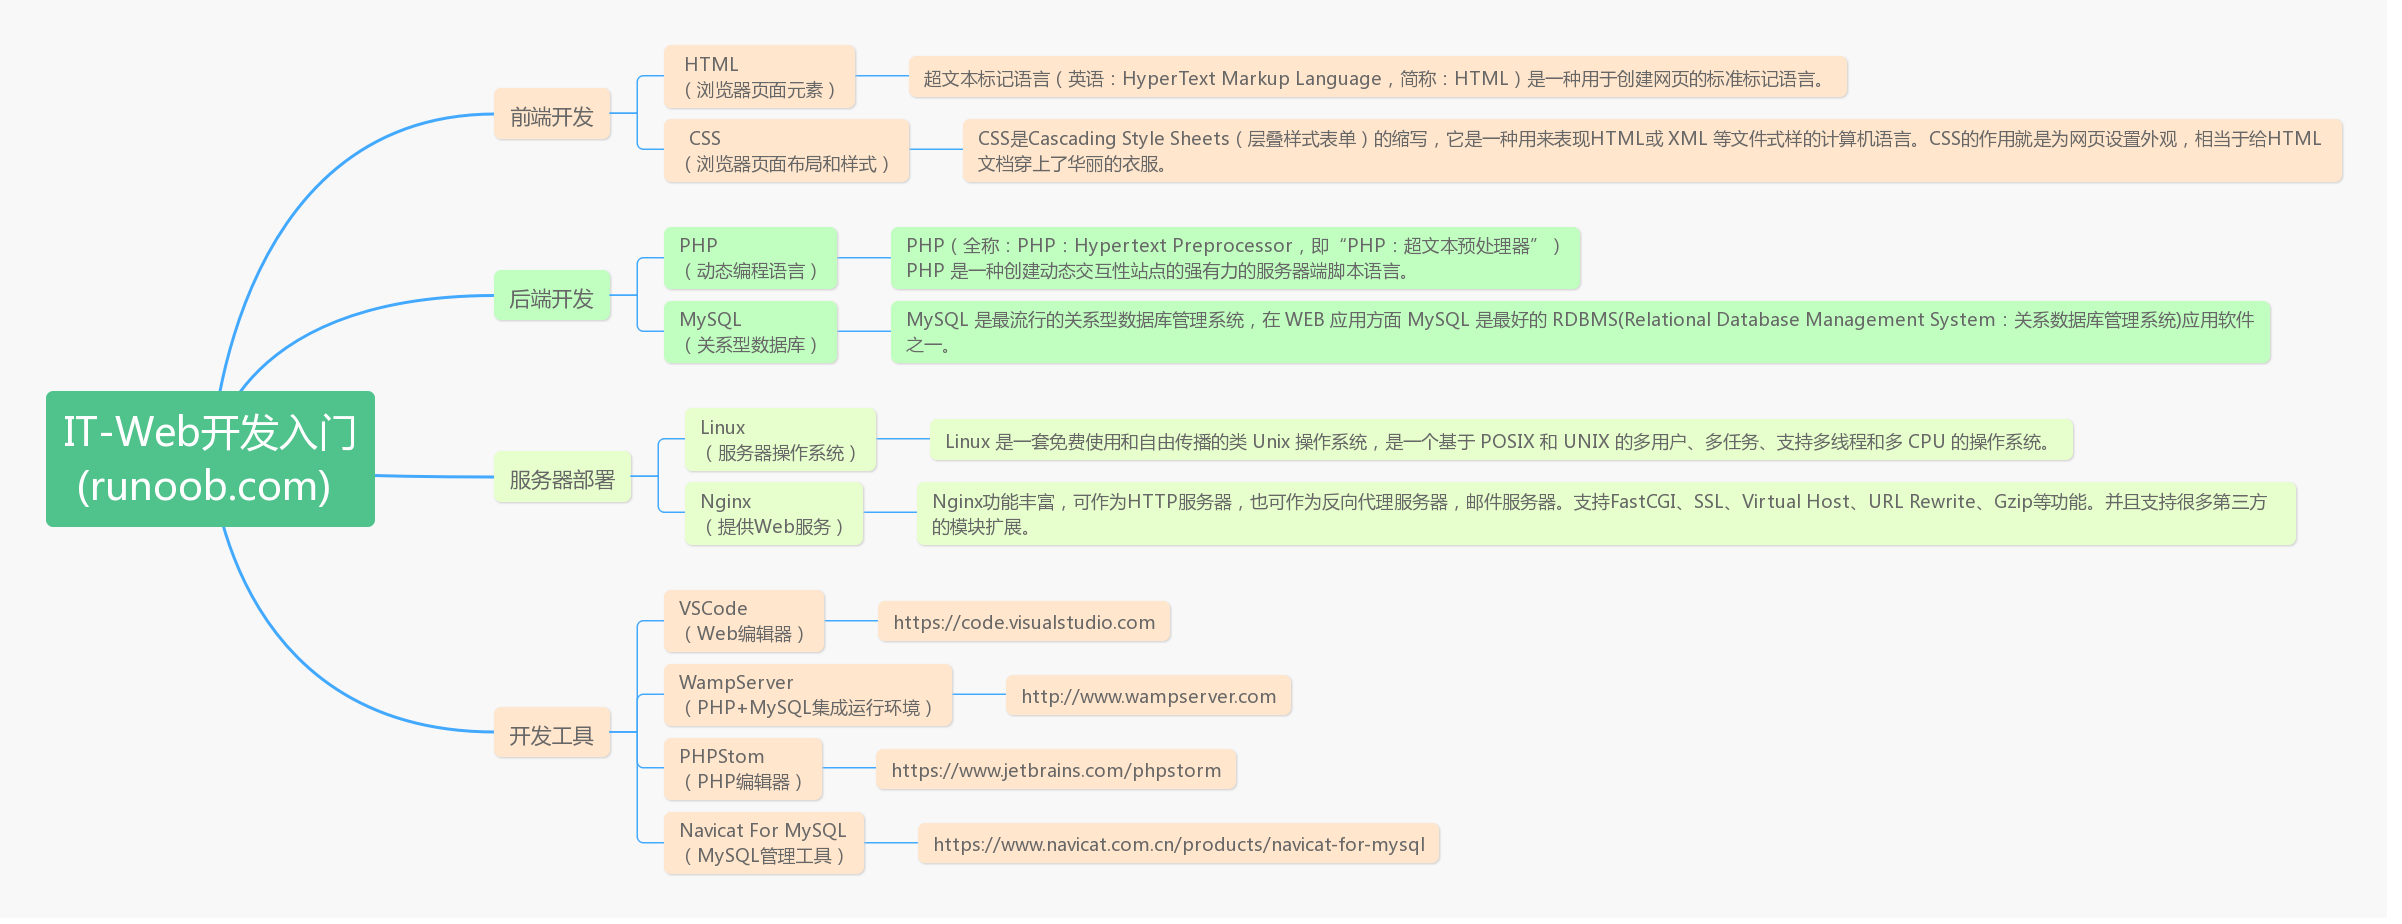 IT-Web开发入门
(runoob.com)
前端开发
HTML
（浏览器页面元素）
超文本标记语言（英语：HyperText Markup Language，简称：HTML）是一种用于创建网页的标准标记语言。
CSS
（浏览器页面布局和样式）
CSS是Cascading Style Sheets（层叠样式表单）的缩写，它是一种用来表现HTML或 XML 等文件式样的计算机语言。CSS的作用就是为网页设置外观，相当于给HTML
文档穿上了华丽的衣服。
后端开发
PHP
（动态编程语言）
PHP（全称：PHP：Hypertext Preprocessor，即“PHP：超文本预处理器”）
PHP 是一种创建动态交互性站点的强有力的服务器端脚本语言。
MySQL
（关系型数据库）
MySQL 是最流行的关系型数据库管理系统，在 WEB 应用方面 MySQL 是最好的 RDBMS(Relational Database Management System：关系数据库管理系统)应用软件
之一。
服务器部署
Linux
（服务器操作系统）
Linux 是一套免费使用和自由传播的类 Unix 操作系统，是一个基于 POSIX 和 UNIX 的多用户、多任务、支持多线程和多 CPU 的操作系统。
Nginx
（提供Web服务）
Nginx功能丰富，可作为HTTP服务器，也可作为反向代理服务器，邮件服务器。支持FastCGI、SSL、Virtual Host、URL Rewrite、Gzip等功能。并且支持很多第三方
的模块扩展。
开发工具
VSCode
（Web编辑器）
https://code.visualstudio.com
WampServer
（PHP+MySQL集成运行环境）
http://www.wampserver.com
PHPStom
（PHP编辑器）
https://www.jetbrains.com/phpstorm
Navicat For MySQL
（MySQL管理工具）
https://www.navicat.com.cn/products/navicat-for-mysql